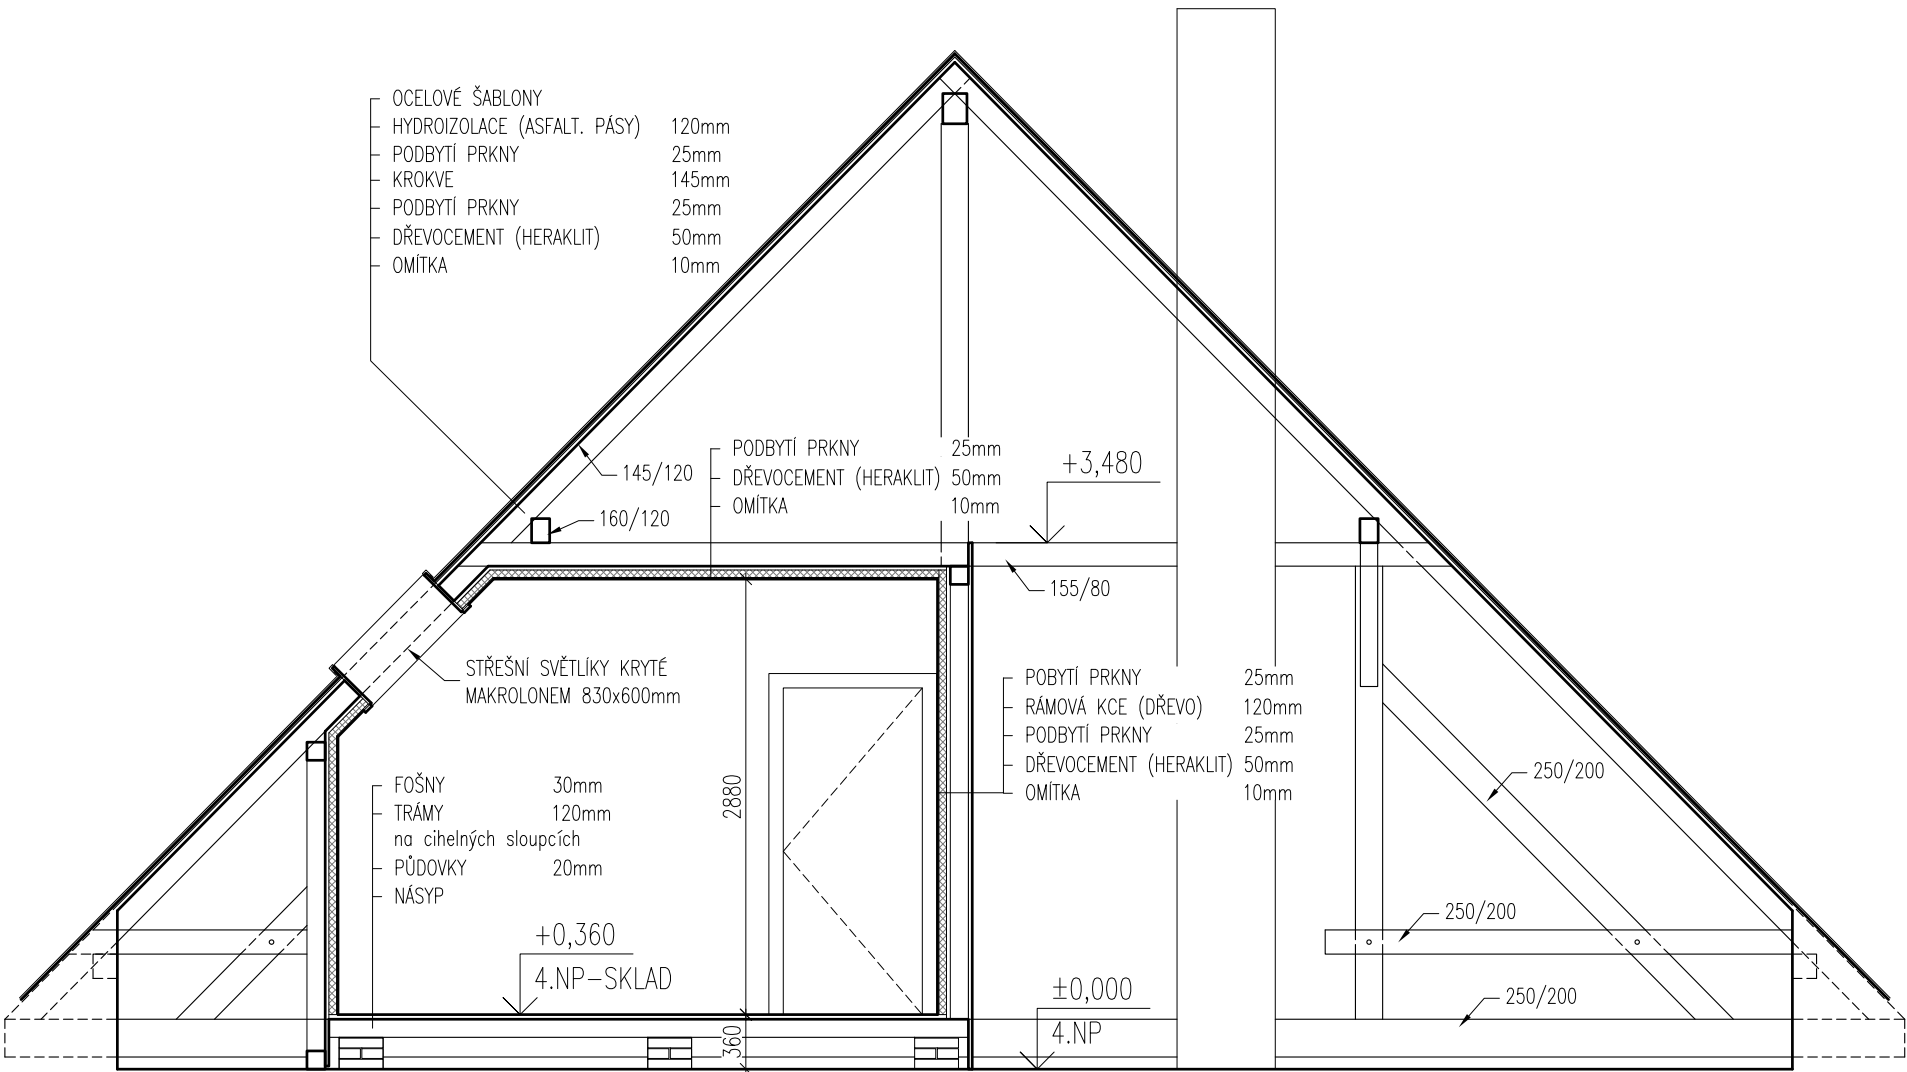 OCELOVÉ ŠABLONY
HYDROIZOLACE (ASFALT. PÁSY) 120mm
PODBYTÍ PRKNY 25mm
KROKVE 145mm
PODBYTÍ PRKNY 25mm
DŘEVOCEMENT (HERAKLIT) 50mm
OMÍTKA 10mm
145/120
160/120
PODBYTÍ PRKNY 25mm
DŘEVOCEMENT (HERAKLIT) 50mm
OMÍTKA 10mm
+3,480
155/80
STŘEŠNÍ SVĚTLÍKY KRYTÉ
MAKROLONEM 830x600mm
POBYTÍ PRKNY 25mm
RÁMOVÁ KCE (DŘEVO) 120mm
PODBYTÍ PRKNY 25mm
DŘEVOCEMENT (HERAKLIT) 50mm
OMÍTKA 10mm
FOŠNY 30mm
TRÁMY 120mm
na cihelných sloupcích
PŮDOVKY 20mm
NÁSYP
2880
250/200
250/200
250/200
+0,360
4.NP-SKLAD
±0,000
4.NP
360